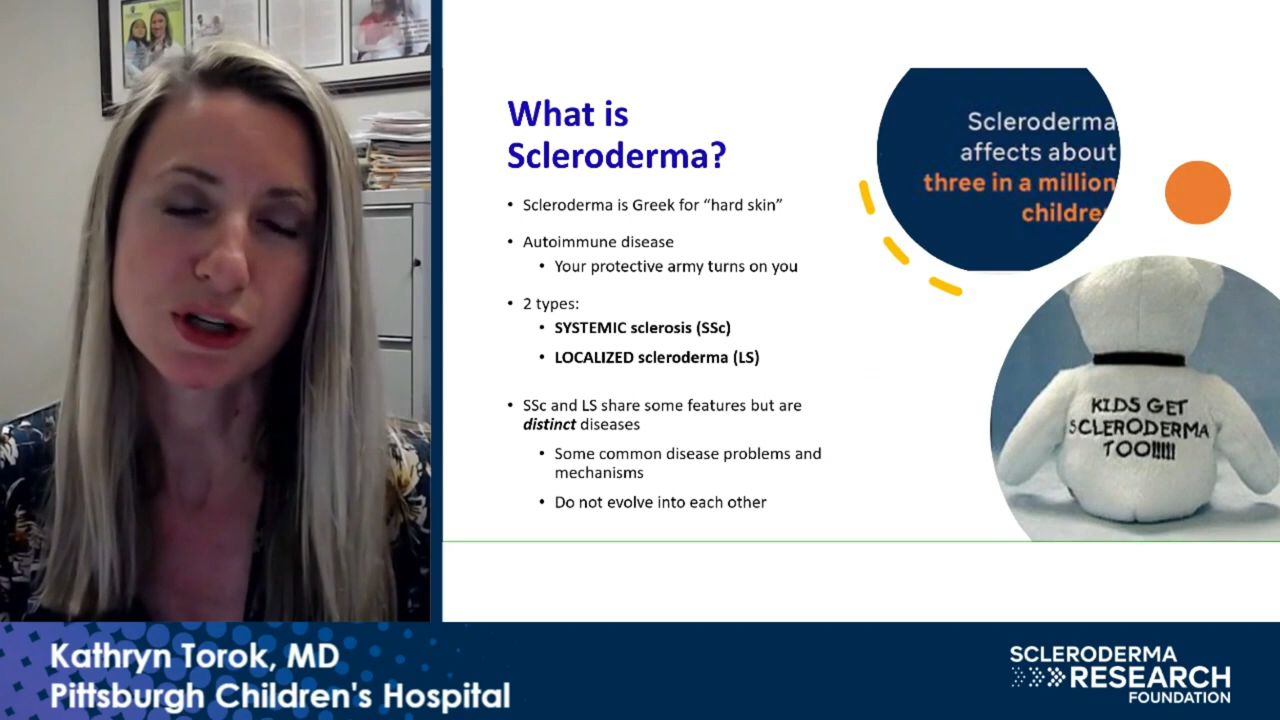 What is
Scleroderma?
• Scleroderma is Greek for “hard skin”
• Autoimmune disease
• Your protective army turns on you
• 2 types:
• SYSTEMIC sclerosis (SSc)
• LOCALIZED scleroderma (LS)
• SSc and LS share some features but are
distinct diseases
• Some common disease problems and
mechanisms
• Do not evolve into each other
Scleroderma
affects about
three in a million
childre
KIDS GET
SCLERODERMA
TOO!!!!!
Kathryn Torok, MD
Pittsburgh Children's Hospital
SCLERODERMA
RESEARCH
FOUNDATION